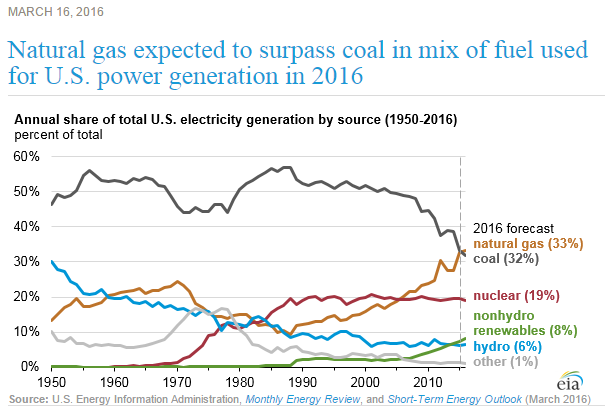 MARCH 16, 2016
Natural gas expected to surpass coal in mix of fuel used
for U.S. power generation in 2016
Annual share of total U.S. electricity generation by source (1950-2016)
percent of total
60%
50%
40%
30%
20%
10%
0%
1950
1960
1970
1980
1990
2000
2010
2016 forecast
natural gas (33%)
coal (32%)
nuclear (19%)
nonhydro
renewables (8%)
hydro (6%)
other (1%)
eia
Source: U.S. Energy Information Administration, Monthly Energy Review, and Short-Term Energy Outlook (March 2016)